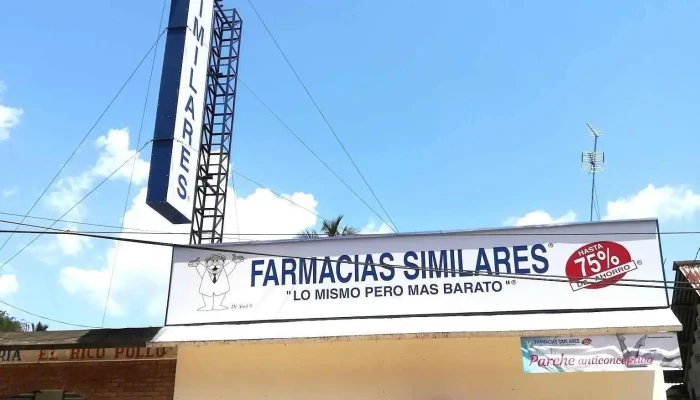 MILARES
FARMACIAS SIMILARES®
"LO MISMO PERO MAS BARATO"®
HASTA
75%
DE AHORRO
Dr. Simi®
RIA EL RICO POLLO
FARMACIAS SIMILARES
Parche anticonceptivo